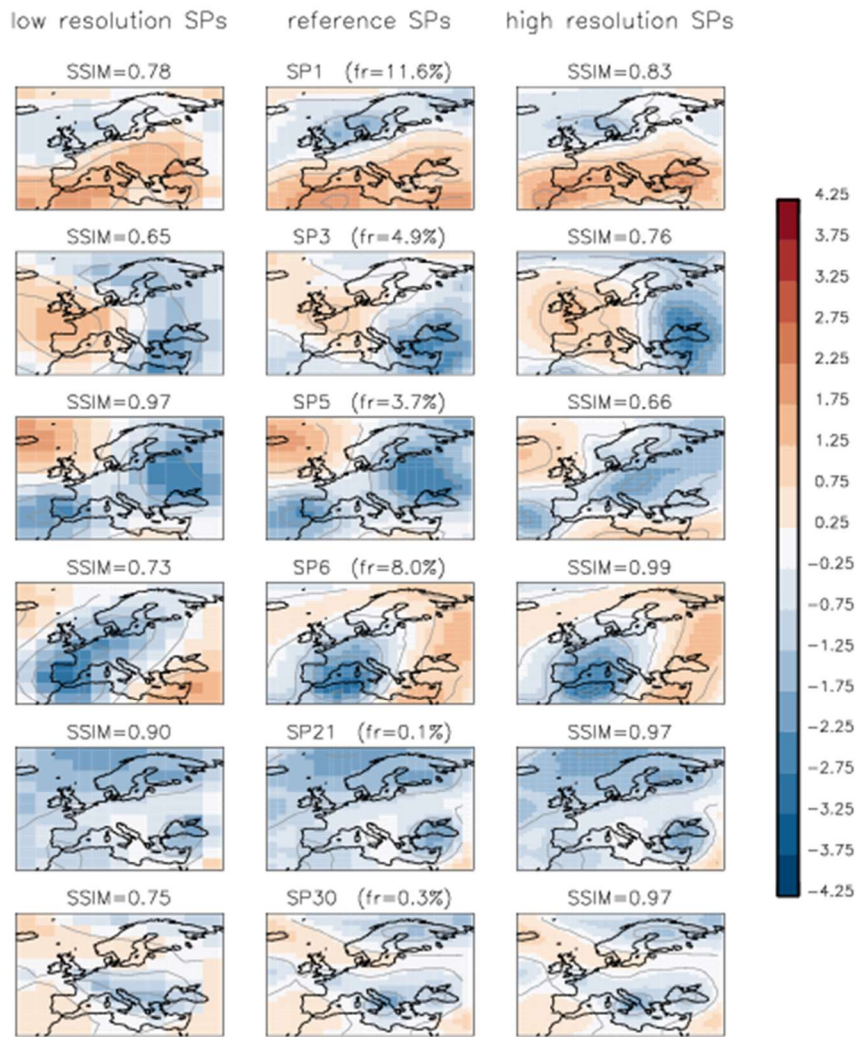 low resolution SPs reference SPs high resolution SPs
SSIM=0.78 SP1 (fr=11.6%) SSIM=0.83
SSIM=0.65 SP3 (fr=4.9%) SSIM=0.76
SSIM=0.97 SP5 (fr=3.7%) SSIM=0.66
SSIM=0.73 SP6 (fr=8.0%) SSIM=0.99
SSIM=0.90 SP21 (fr=0.1%) SSIM=0.97
SSIM=0.75 SP30 (fr=0.3%) SSIM=0.97
4.25
3.75
3.25
2.75
2.25
1.75
1.25
0.75
0.25
-0.25
-0.75
-1.25
-1.75
-2.25
-2.75
-3.25
-3.75
-4.25